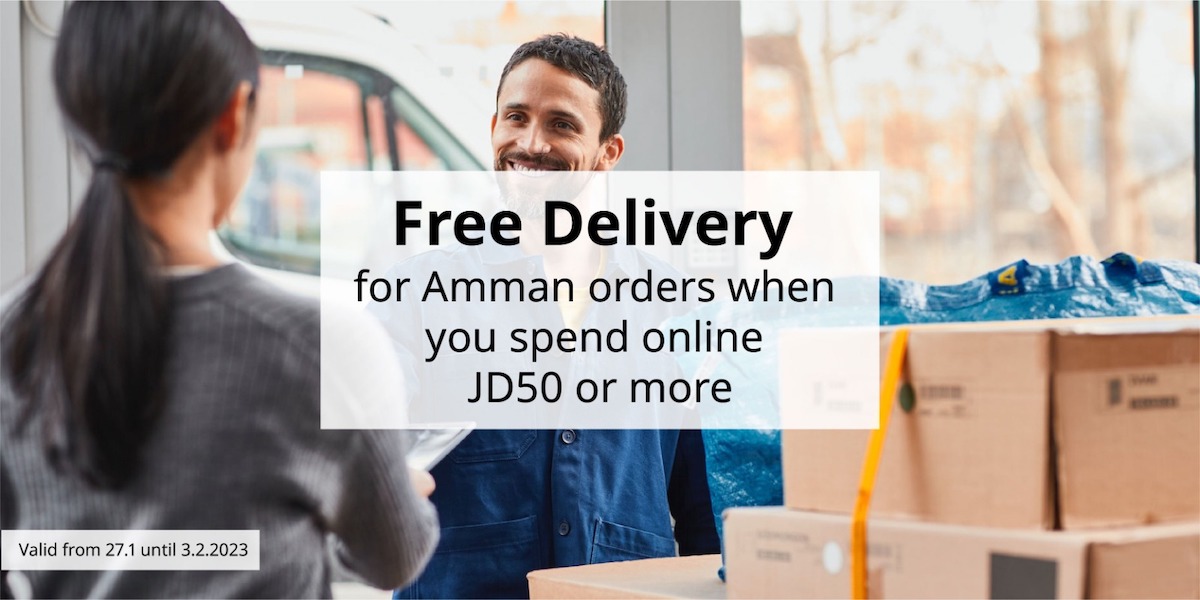 Free Delivery
for Amman orders when
you spend online
JD50 or more
Valid from 27.1 until 3.2.2023